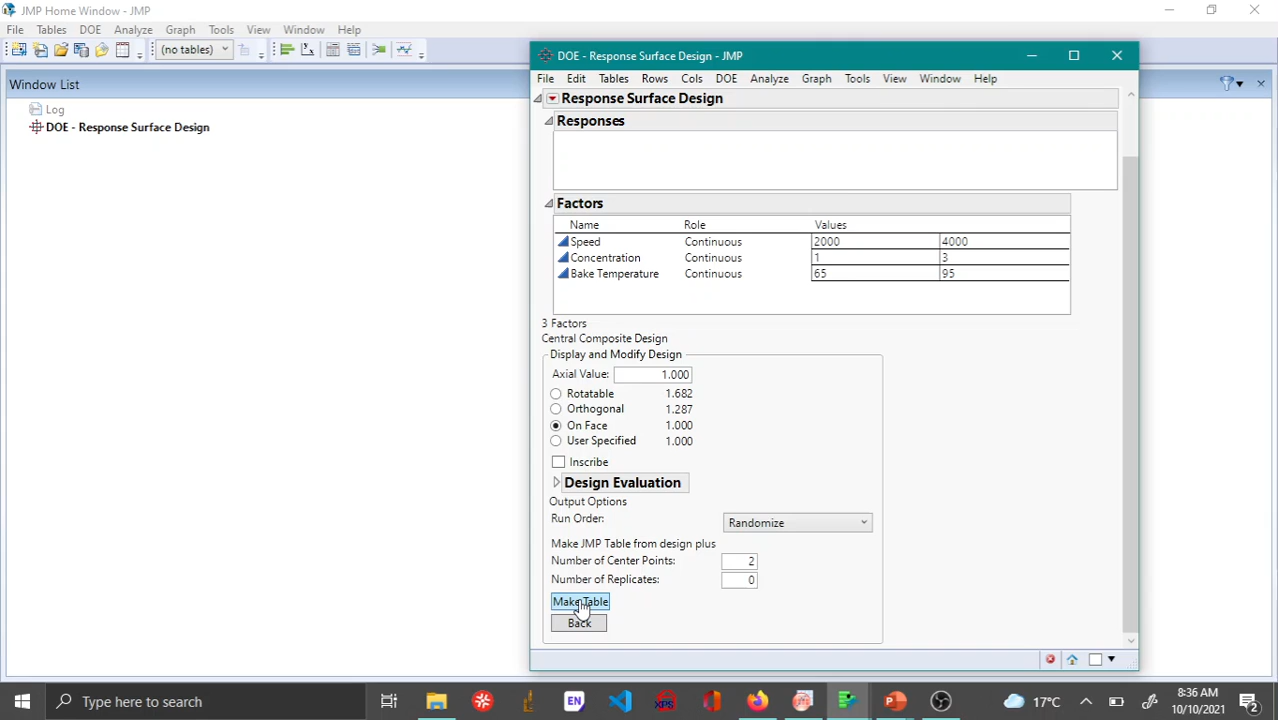 JMP Home Window - JMP
File Tables DOE Analyze Graph Tools View Window Help
(no tables)
Window List
Log
DOE - Response Surface Design
DOE - Response Surface Design - JMP
File Edit Tables Rows Cols DOE Analyze Graph Tools View Window Help
Response Surface Design
Responses
Factors
Name Role Values
Speed Continuous 2000 4000
Concentration Continuous 1 3
Bake Temperature Continuous 65 95
3 Factors
Central Composite Design
Display and Modify Design
Axial Value: 1.000
Rotatable 1.682
Orthogonal 1.287
On Face 1.000
User Specified 1.000
Inscribe
Design Evaluation
Output Options
Run Order: Randomize
Make JMP Table from design plus
Number of Center Points: 2
Number of Replicates: 0
Make Table
Back
Type here to search
EN
XPS
17°C
8:36 AM
10/10/2021
2